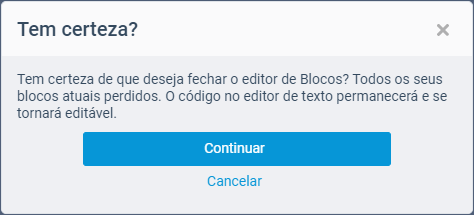 Tem certeza?
Tem certeza de que deseja fechar o editor de Blocos? Todos os seus
blocos atuais perdidos. O código no editor de texto permanecerá e se
tornará editável.
Continuar
Cancelar